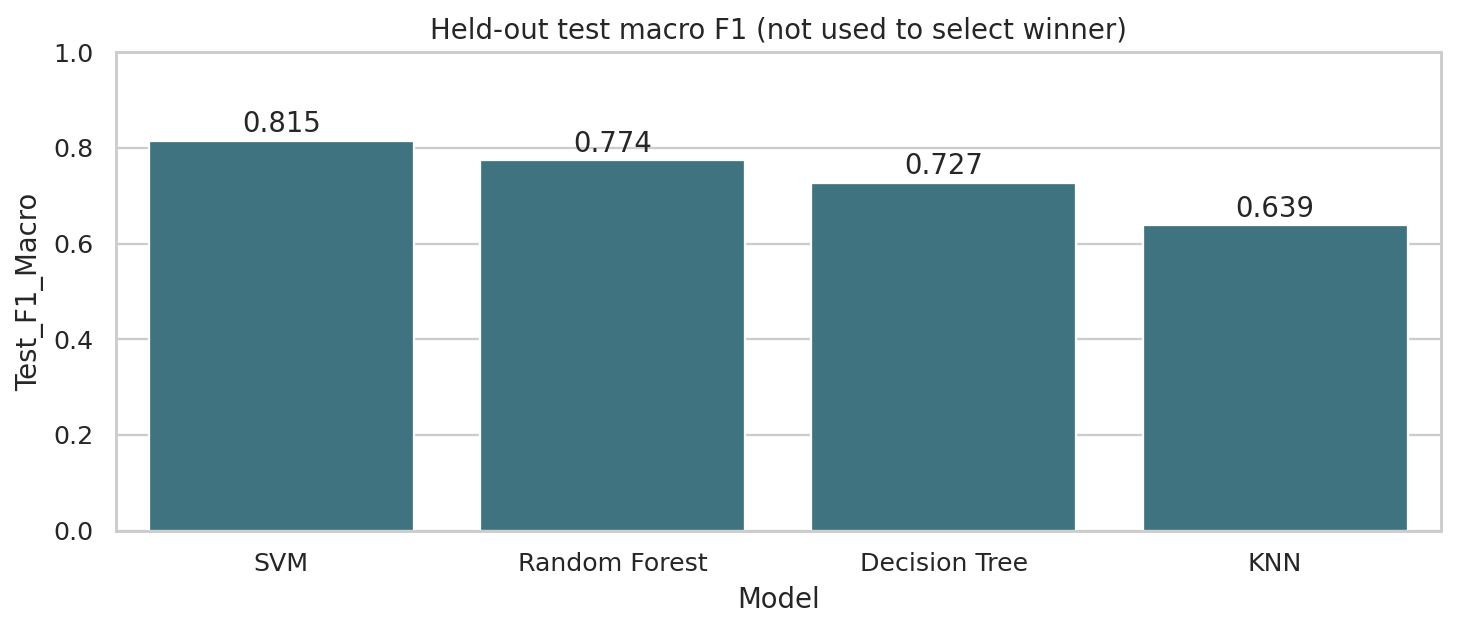 Held-out test macro F1 (not used to select winner)
Test_F1_Macro
1.0
0.8
0.6
0.4
0.2
0.0
0.815
0.774
0.727
0.639
SVM
Random Forest
Decision Tree
KNN
Model